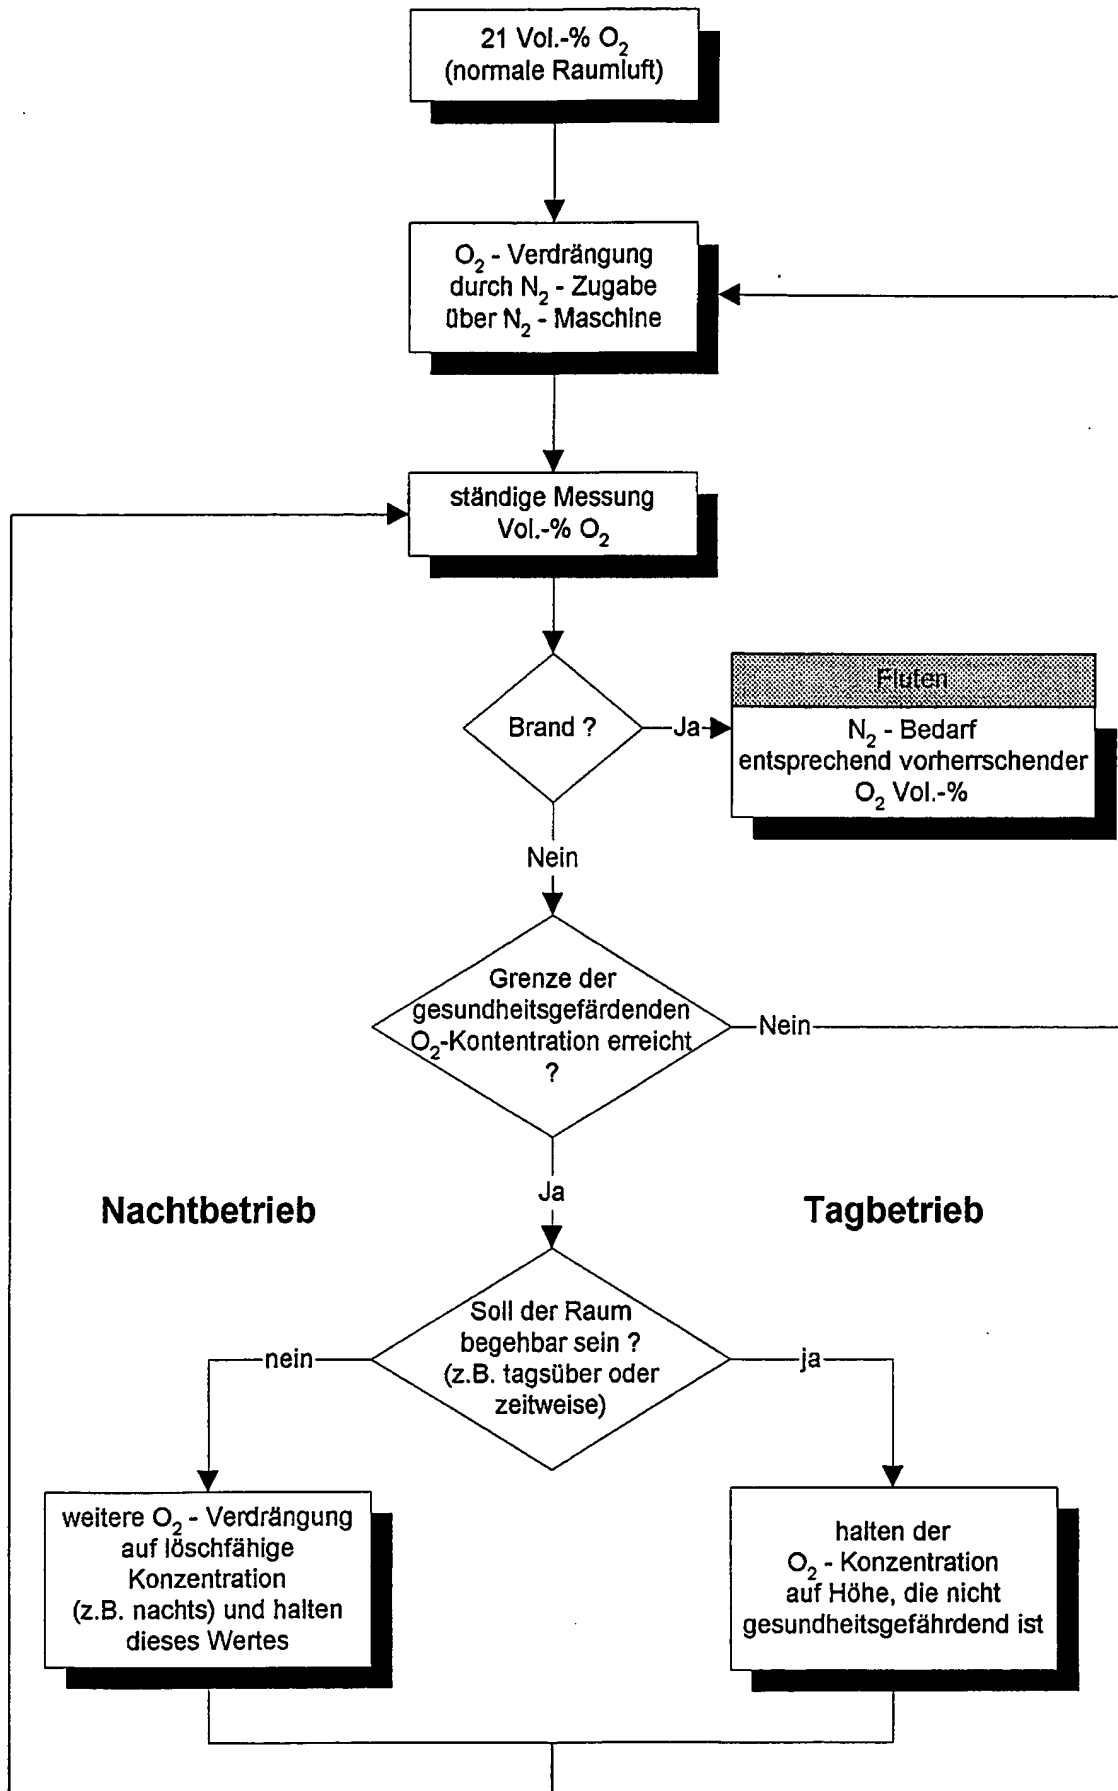 21 Vol.-% O₂
(normale Raumluft)
O₂ - Verdrängung
durch N₂ - Zugabe
über N₂ - Maschine
ständige Messung
Vol.-% O₂
Brand ?
Ja
Fluten
N₂ - Bedarf
entsprechend vorherrschender
O₂ Vol.-%
Nein
Grenze der
gesundheitsgefärdenden
O₂-Kontentration erreicht
?
Nein
Ja
Nachtbetrieb
Tagbetrieb
Soll der Raum
begehbar sein ?
(z.B. tagsüber oder
zeitweise)
nein
ja
weitere O₂ - Verdrängung
auf löschfähige
Konzentration
(z.B. nachts) und halten
dieses Wertes
halten der
O₂ - Konzentration
auf Höhe, die nicht
gesundheitsgefährdend ist